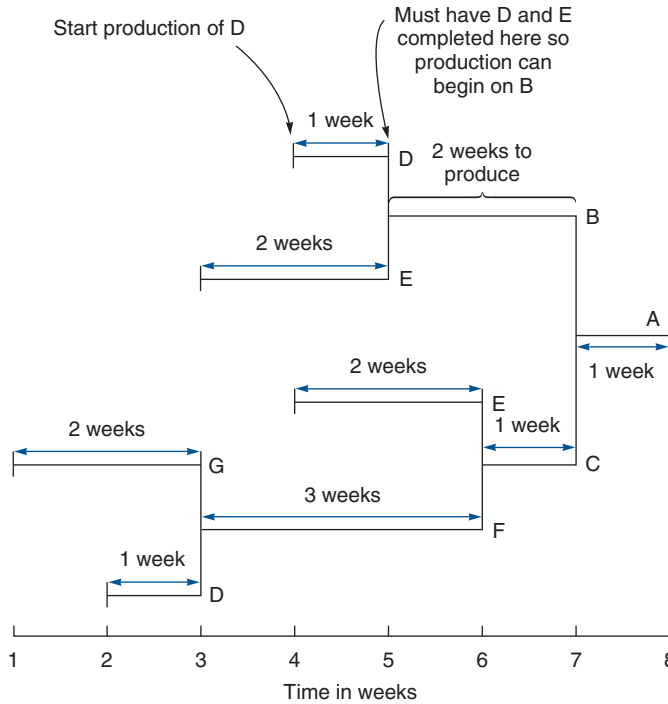 Start production of D
Must have D and E
completed here so
production can
begin on B
1 week
D
2 weeks to
produce
B
2 weeks
E
A
1 week
2 weeks
E
1 week
C
2 weeks
G
3 weeks
F
1 week
D
1 2 3 4 5 6 7 8
Time in weeks